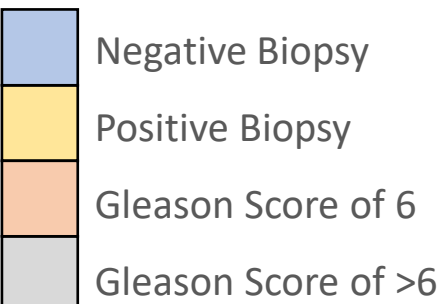 Negative Biopsy
Positive Biopsy
Gleason Score of 6
Gleason Score of >6